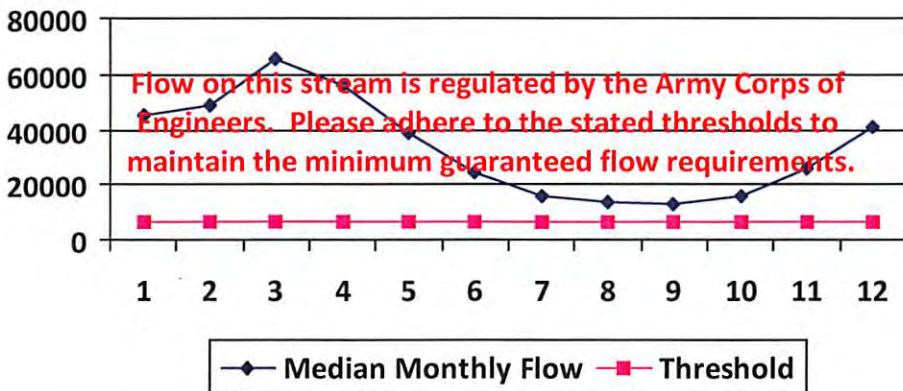 80000
60000
40000
20000
0
Flow on this stream is regulated by the Army Corps of
Engineers. Please adhere to the stated thresholds to
maintain the minimum guaranteed flow requirements.
1 2 3 4 5 6 7 8 9 10 11 12
Median Monthly Flow Threshold